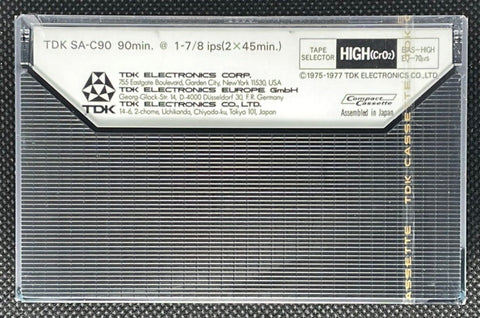 TDK SA-C90 90min. @ 1-7/8 ips(2×45min.)
TAPE SELECTOR HIGH(CrO₂) BIAS-HIGH EQ-70µs
©1975-1977 TDK ELECTRONICS CO.,LTD.
TDK ELECTRONICS CORP.
755 Eastgate Boulevard, Garden City, New York 11530, USA
TDK ELECTRONICS EUROPE GmbH
Georg-Glock-Str. 14, D-4000 Düsseldorf 30, F.R. Germany
TDK ELECTRONICS CO., LTD.
14-6, 2-chome, Uchikanda, Chiyoda-ku, Tokyo 101, Japan
TDK
Compact Cassette
Assembled in Japan
ASSETTE TDK CASSETTE